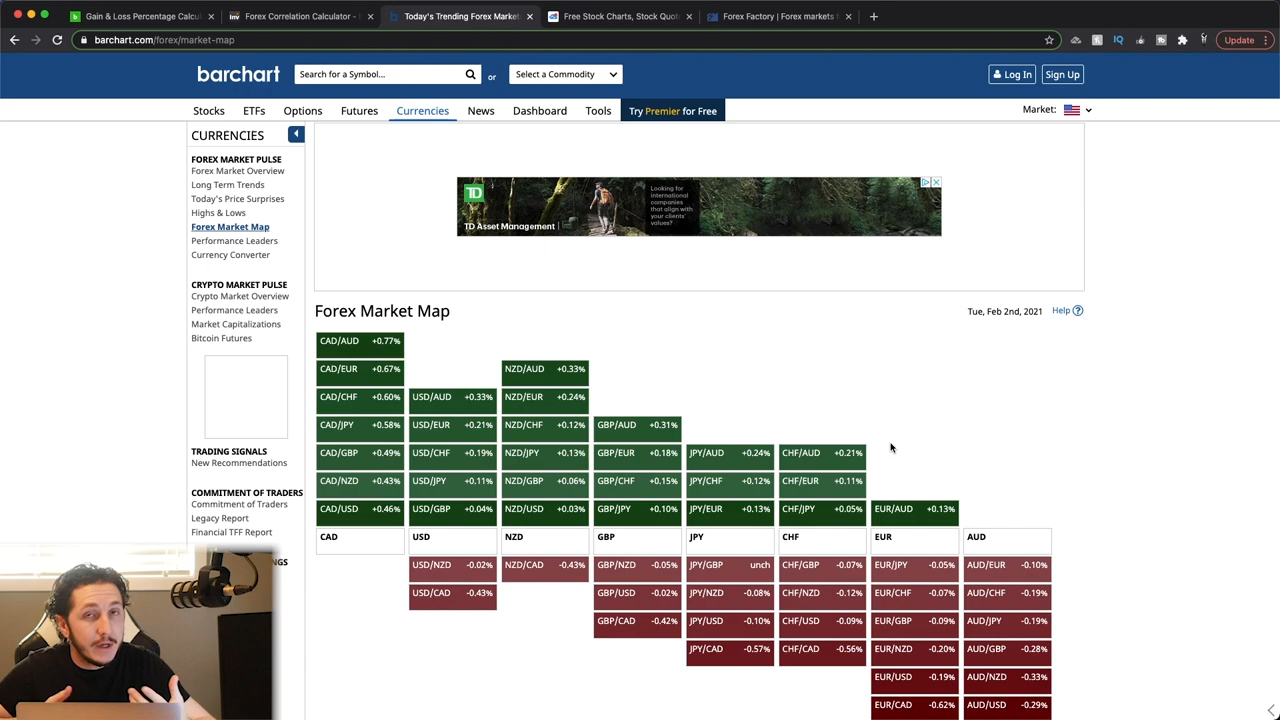 Gain & Loss Percentage Calcul
Forex Correlation Calculator -
Today's Trending Forex Market
Free Stock Charts, Stock Quot
Forex Factory | Forex markets f
barchart.com/forex/market-map
Update
barchart
Search for a Symbol...
or
Select a Commodity
Log In
Sign Up
Stocks
ETFs
Options
Futures
Currencies
News
Dashboard
Tools
Try Premier for Free
Market:
CURRENCIES
FOREX MARKET PULSE
Forex Market Overview
Long Term Trends
Today's Price Surprises
Highs & Lows
Forex Market Map
Performance Leaders
Currency Converter
CRYPTO MARKET PULSE
Crypto Market Overview
Performance Leaders
Market Capitalizations
Bitcoin Futures
TRADING SIGNALS
New Recommendations
COMMITMENT OF TRADERS
Commitment of Traders
Legacy Report
Financial TFF Report
NGS
TD
TD Asset Management
Looking for
international
companies
that align with
your clients'
values?
Forex Market Map
Tue, Feb 2nd, 2021
Help
CAD/AUD +0.77%
CAD/EUR +0.67% NZD/AUD +0.33%
CAD/CHF +0.60% USD/AUD +0.33% NZD/EUR +0.24%
CAD/JPY +0.58% USD/EUR +0.21% NZD/CHF +0.12% GBP/AUD +0.31%
CAD/GBP +0.49% USD/CHF +0.19% NZD/JPY +0.13% GBP/EUR +0.18% JPY/AUD +0.24% CHF/AUD +0.21%
CAD/NZD +0.43% USD/JPY +0.11% NZD/GBP +0.06% GBP/CHF +0.15% JPY/CHF +0.12% CHF/EUR +0.11%
CAD/USD +0.46% USD/GBP +0.04% NZD/USD +0.03% GBP/JPY +0.10% JPY/EUR +0.13% CHF/JPY +0.05% EUR/AUD +0.13%
CAD USD NZD GBP JPY CHF EUR AUD
USD/NZD -0.02% NZD/CAD -0.43% GBP/NZD -0.05% JPY/GBP unch CHF/GBP -0.07% EUR/JPY -0.05% AUD/EUR -0.10%
USD/CAD -0.43% GBP/USD -0.02% JPY/NZD -0.08% CHF/NZD -0.12% EUR/CHF -0.07% AUD/CHF -0.19%
GBP/CAD -0.42% JPY/USD -0.10% CHF/USD -0.09% EUR/GBP -0.09% AUD/JPY -0.19%
JPY/CAD -0.57% CHF/CAD -0.56% EUR/NZD -0.20% AUD/GBP -0.28%
EUR/USD -0.19% AUD/NZD -0.33%
EUR/CAD -0.62% AUD/USD -0.29%